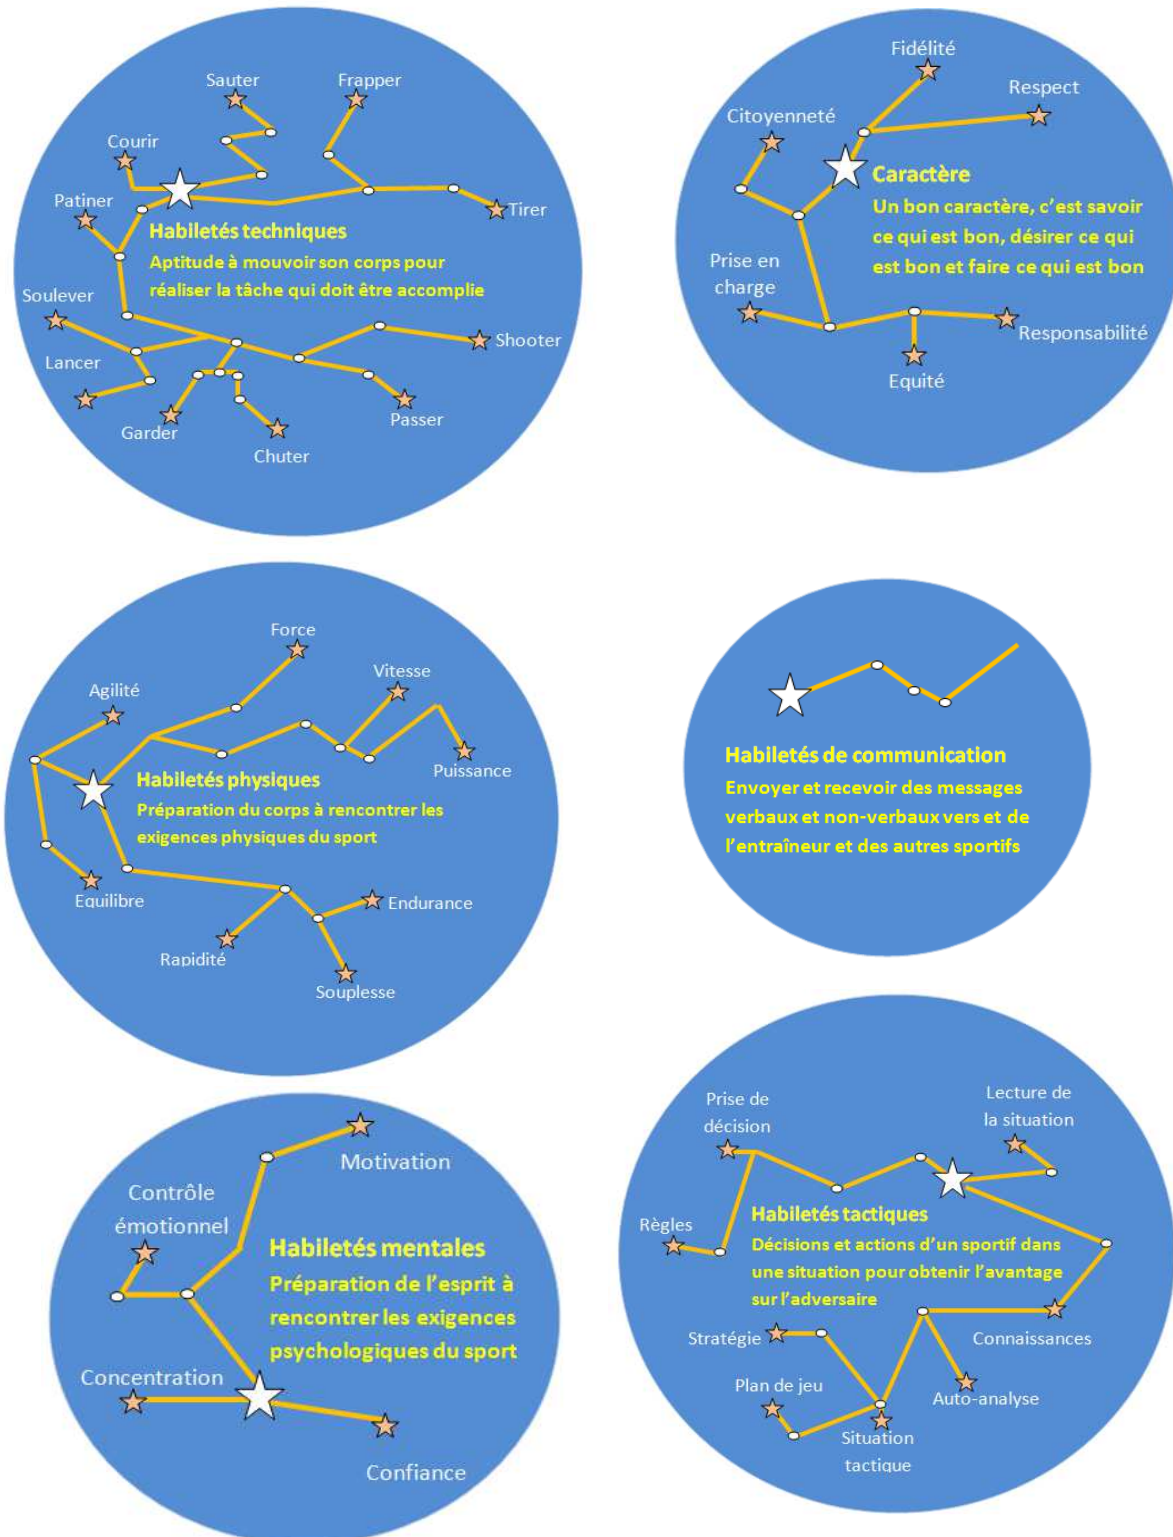 Sauter
Frapper
Courir
Patiner
Tirer
Habiletés techniques
Aptitude à mouvoir son corps pour
réaliser la tâche qui doit être accomplie
Soulever
Shooter
Lancer
Passer
Garder
Chuter
Fidélité
Respect
Citoyenneté
Caractère
Un bon caractère, c’est savoir
ce qui est bon, désirer ce qui
est bon et faire ce qui est bon
Prise en
charge
Responsabilité
Equité
Force
Vitesse
Agilité
Puissance
Habiletés physiques
Préparation du corps à rencontrer les
exigences physiques du sport
Equilibre
Endurance
Rapidité
Souplesse
Habiletés de communication
Envoyer et recevoir des messages
verbaux et non-verbaux vers et de
l’entraîneur et des autres sportifs
Motivation
Contrôle
émotionnel
Habiletés mentales
Préparation de l’esprit à
rencontrer les exigences
psychologiques du sport
Concentration
Confiance
Prise de
décision
Lecture de
la situation
Règles
Habiletés tactiques
Décisions et actions d’un sportif dans
une situation pour obtenir l’avantage
sur l’adversaire
Stratégie
Connaissances
Plan de jeu
Auto-analyse
Situation
tactique